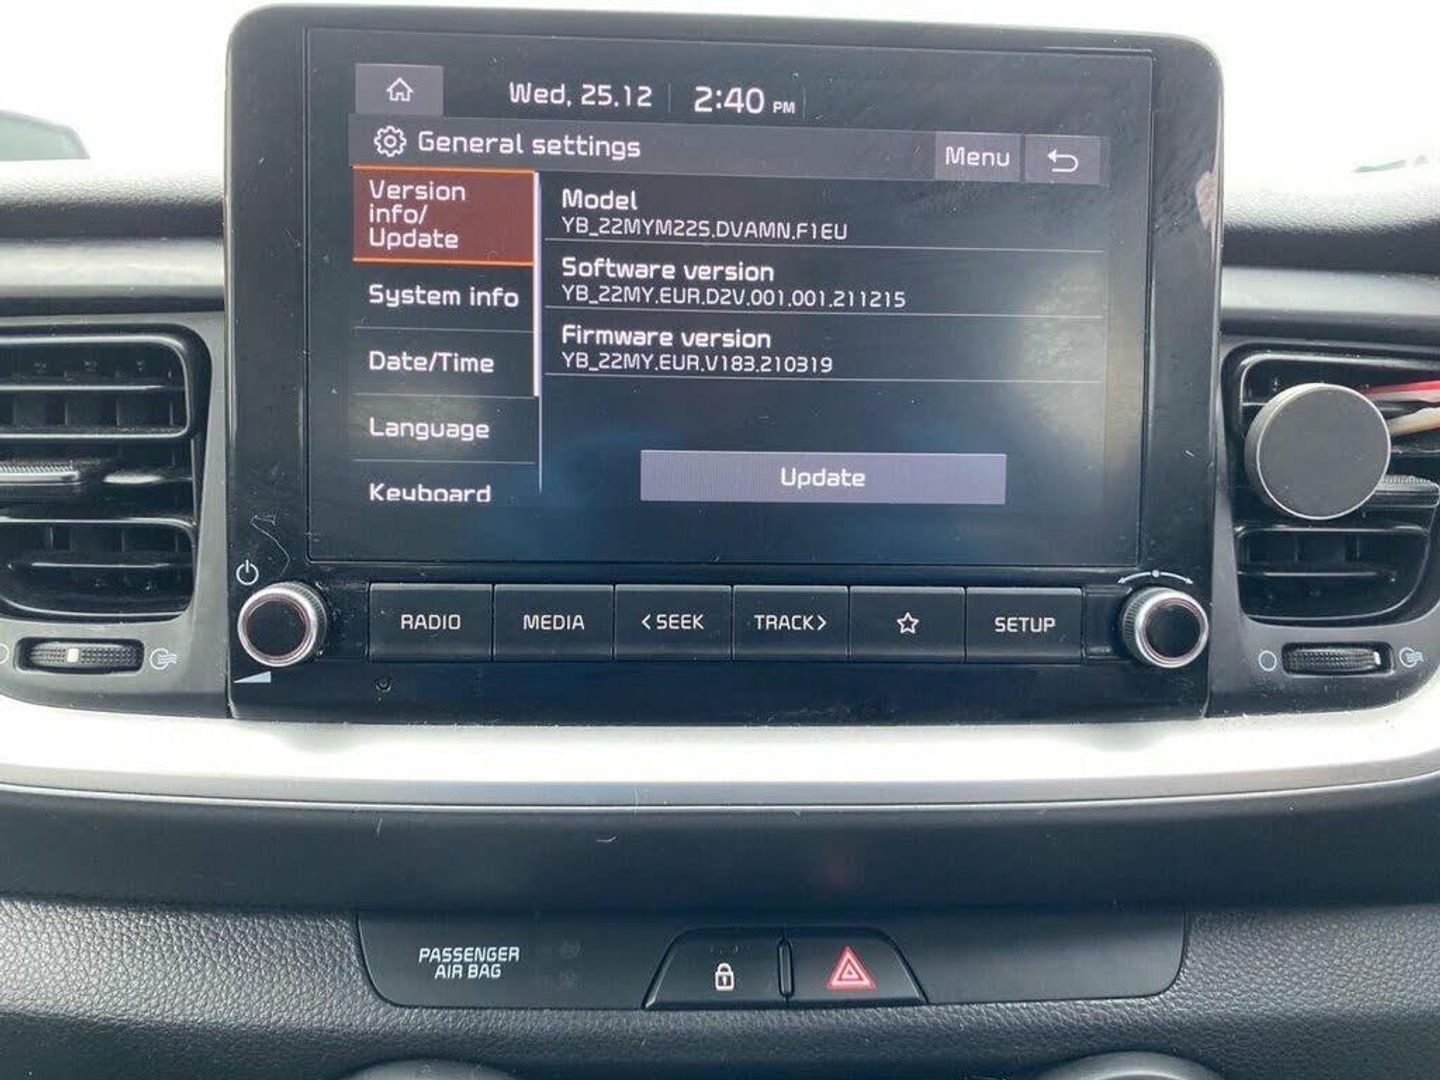 Wed, 25.12 2:40 PM
General settings
Menu
Version
info/
Update
System info
Date/Time
Language
Keyboard
Model
YB_22MYM22S.DVAMN.F1EU
Software version
YB_22MY.EUR.D2V.001.001.211215
Firmware version
YB_22MY.EUR.V183.210319
Update
RADIO
MEDIA
<SEEK
TRACK>
SETUP
PASSENGER
AIR BAG